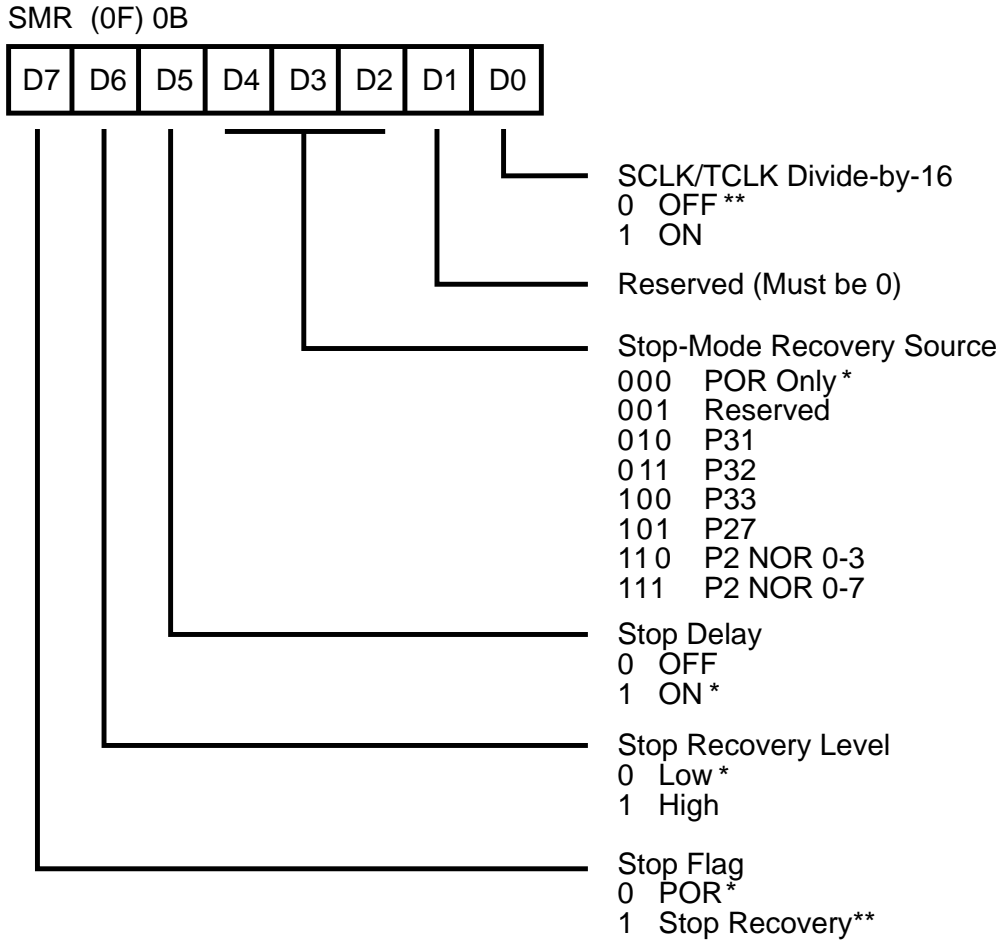 SMR (0F) 0B
D7 D6 D5 D4 D3 D2 D1 D0
SCLK/TCLK Divide-by-16
0 OFF **
1 ON
Reserved (Must be 0)
Stop-Mode Recovery Source
000 POR Only *
001 Reserved
010 P31
011 P32
100 P33
101 P27
110 P2 NOR 0-3
111 P2 NOR 0-7
Stop Delay
0 OFF
1 ON *
Stop Recovery Level
0 Low *
1 High
Stop Flag
0 POR *
1 Stop Recovery**